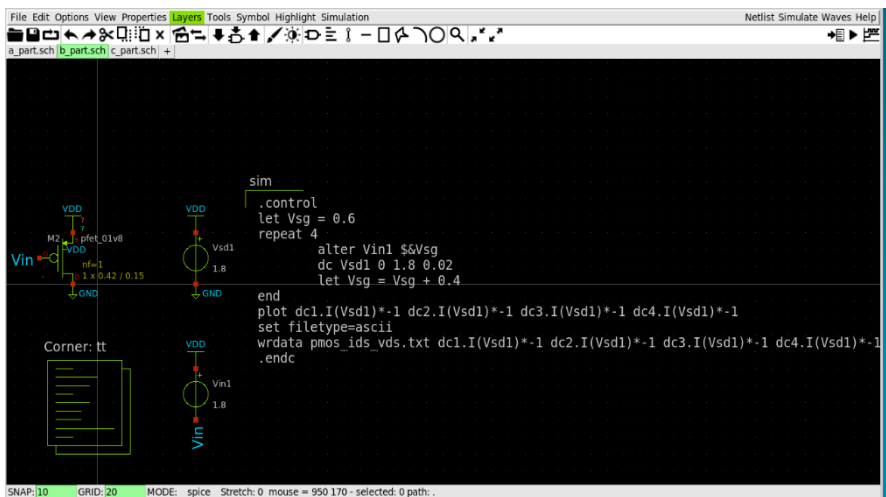 File Edit Options View Properties Layers Tools Symbol Highlight Simulation Netlist Simulate Waves Help
a_part.sch b_part.sch c_part.sch +
sim
.control
let Vsg = 0.6
repeat 4
alter Vin1 $&Vsg
dc Vsd1 0 1.8 0.02
let Vsg = Vsg + 0.4
end
plot dc1.I(Vsd1)*-1 dc2.I(Vsd1)*-1 dc3.I(Vsd1)*-1 dc4.I(Vsd1)*-1
set filetype=ascii
wrdata pmos_ids_vds.txt dc1.I(Vsd1)*-1 dc2.I(Vsd1)*-1 dc3.I(Vsd1)*-1 dc4.I(Vsd1)*-1
.endc
VDD
?
?
M2 pfet_01v8
VDD
Vin
nf=1
1 x 0.42 / 0.15
GND
VDD
Vsd1
1.8
GND
Corner: tt
VDD
Vin1
1.8
Vin
SNAP: 10 GRID: 20 MODE: spice Stretch: 0 mouse = 950 170 - selected: 0 path: .